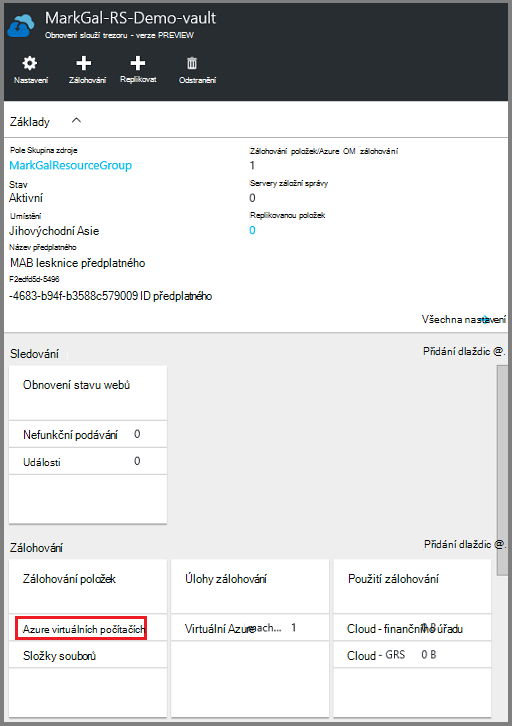 MarkGal-RS-Demo-vault
Obnovení slouží trezoru - verze PREVIEW
Nastavení Zálohování Replikovat Odstranění
Základy
Pole Skupina zdroje
MarkGalResourceGroup
Stav
Aktivní
Umístění
Jihovýchodní Asie
Název předplatného
MAB lesknice předplatného
F2edfd5d-5496
-4683-b94f-b3588c579009 ID předplatného
Zálohování položek/Azure OM zálohování
1
Servery záložní správy
0
Replikovanou položek
0
Všechna nastavení
Sledování
Přidání dlaždic @.
Obnovení stavu webů
Nefunkční podávání 0
Události 0
Zálohování
Přidání dlaždic @.
Zálohování položek
Azure virtuálních počítačích
Složky souborů
Úlohy zálohování
Virtuální Azure mach... 1
Použití zálohování
Cloud - finančního úřadu 0 B
Cloud - GRS 0 B